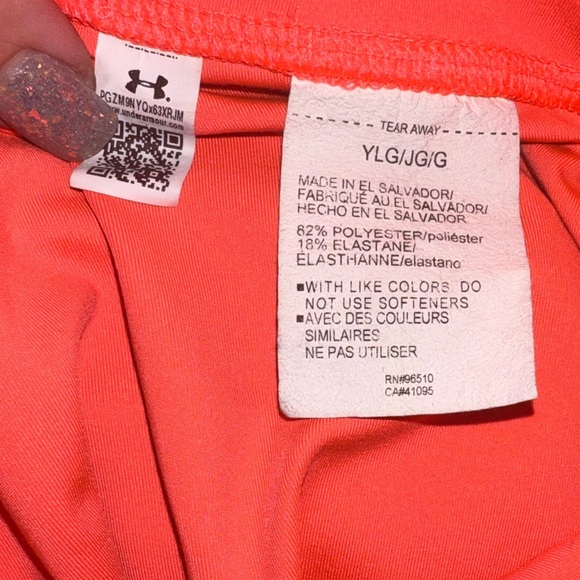 PGZM9NYQx63XRJM
www.underarmour.com
- - - - TEAR AWAY - - - -
YLG/JG/G
MADE IN EL SALVADOR/
FABRIQUÉ AU EL SALVADOR/
HECHO EN EL SALVADOR
82% POLYESTER/poliéster
18% ELASTANE/
ÉLASTHANNE/elastano
▪WITH LIKE COLORS. DO
NOT USE SOFTENERS
▪AVEC DES COULEURS
SIMILAIRES
NE PAS UTILISER
RN#96510
CA#41095